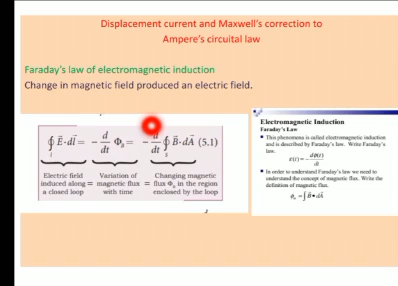 Displacement current and Maxwell's correction to
Ampere's circuital law
Faraday's law of electromagnetic induction
Change in magnetic field produced an electric field.
∮ₗ E⃗·dl⃗ = − d/dt Φ_B = − d/dt ∮ₛ B⃗·dA⃗ (5.1)
Electric field induced along a closed loop = Variation of magnetic flux with time = Changing magnetic flux Φ_B in the region enclosed by the loop
Electromagnetic Induction
Faraday's Law
■ This phenomena is called electromagnetic induction
and is described by Faraday's law. Write Faraday's
law.
ε(t) = − dΦ(t)/dt
■ In order to understand Faraday's law we need to
understand the concept of magnetic flux. Write the
definition of magnetic flux.